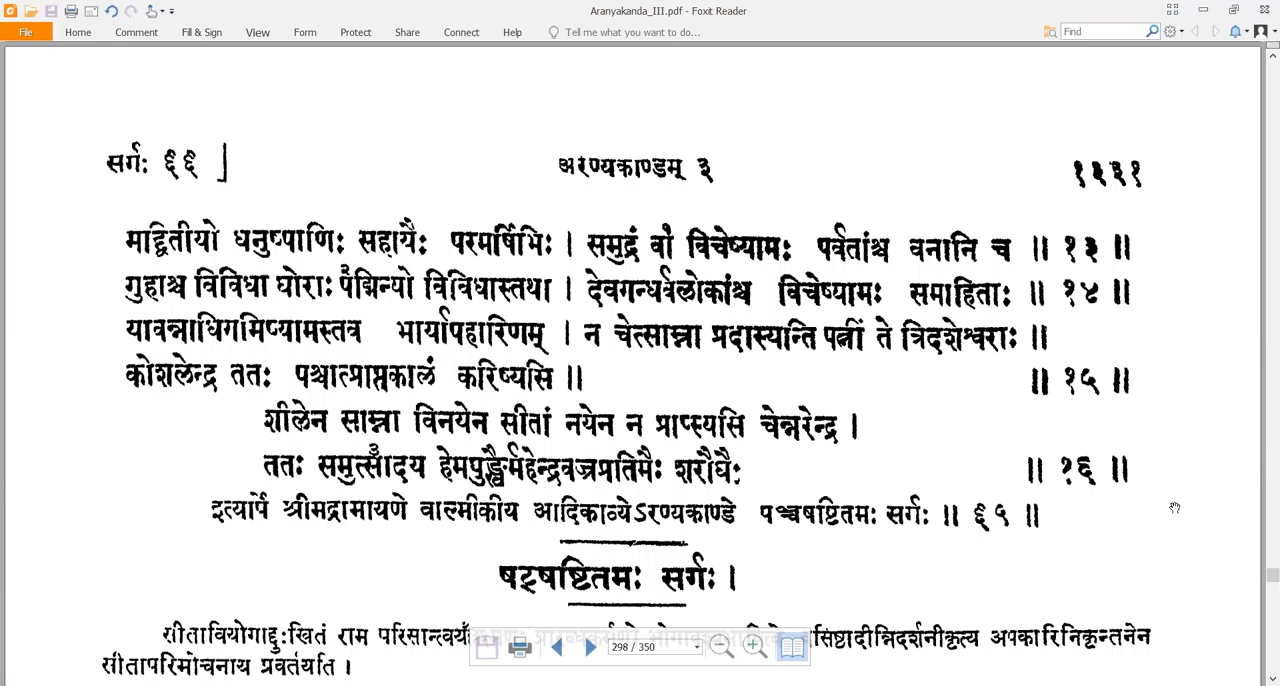 Aranyakanda_III.pdf - Foxit Reader
File Home Comment Fill & Sign View Form Protect Share Connect Help Tell me what you want to do... Find
सर्गः ६६ ] अरण्यकाण्डम् ३ १३३१
माद्वितीयो धनुष्पाणिः सहायैः परमर्षिभिः । समुद्रं वाँ विचेष्यामः पर्वतांश्च वनानि च ॥ १३ ॥
गुहाश्च विविधा घोराः पँद्मिन्यो विविधास्तथा । देवगन्धर्वलोकांश्च विचेष्यामः समाहिताः ॥ १४ ॥
यावन्नाधिगमिष्यामस्तव भार्यापहारिणम् । न चेत्साम्ना प्रदास्यन्ति पत्नीं ते त्रिदशेश्वराः ॥
कोशलेन्द्र ततः पश्चात्प्राप्तकालं करिष्यसि ॥ ॥ १५ ॥
शीलेन साम्ना विनयेन सीतां नयेन न प्राप्स्यसि चेन्नरेन्द्र ।
ततः समुत्सादय हेमपुङ्खैर्महेन्द्रवज्रप्रतिमैः शरौघैः ॥ १६ ॥
इत्यार्षे श्रीमद्रामायणे वाल्मीकीय आदिकाव्येऽरण्यकाण्डे पञ्चषष्टितमः सर्गः ॥ ६५ ॥
षट्षष्टितमः सर्गः ।
सीतावियोगाद्दुःखितं राम परिसान्त्वयँ अपकारिनिकृन्तनेन
सीतापरिमोचनाय प्रवर्तयति ।
298 / 350